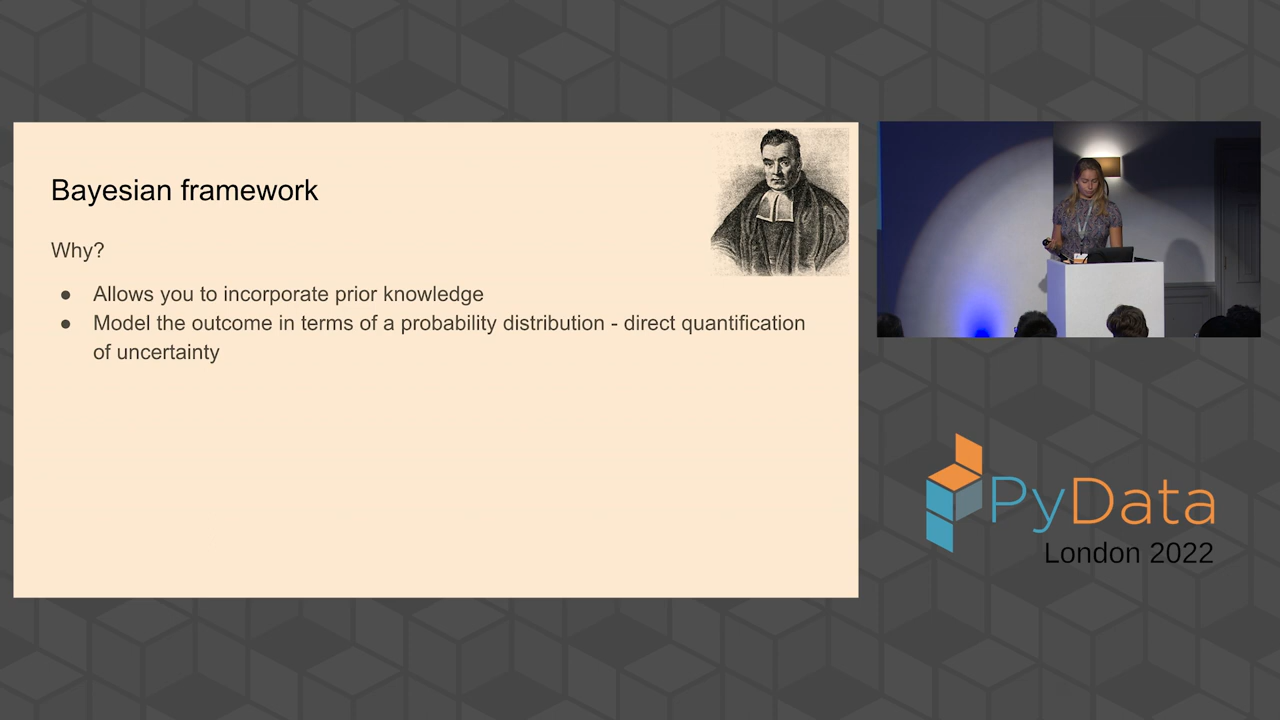 Bayesian framework
Why?
● Allows you to incorporate prior knowledge
● Model the outcome in terms of a probability distribution - direct quantification
of uncertainty
PyData
London 2022